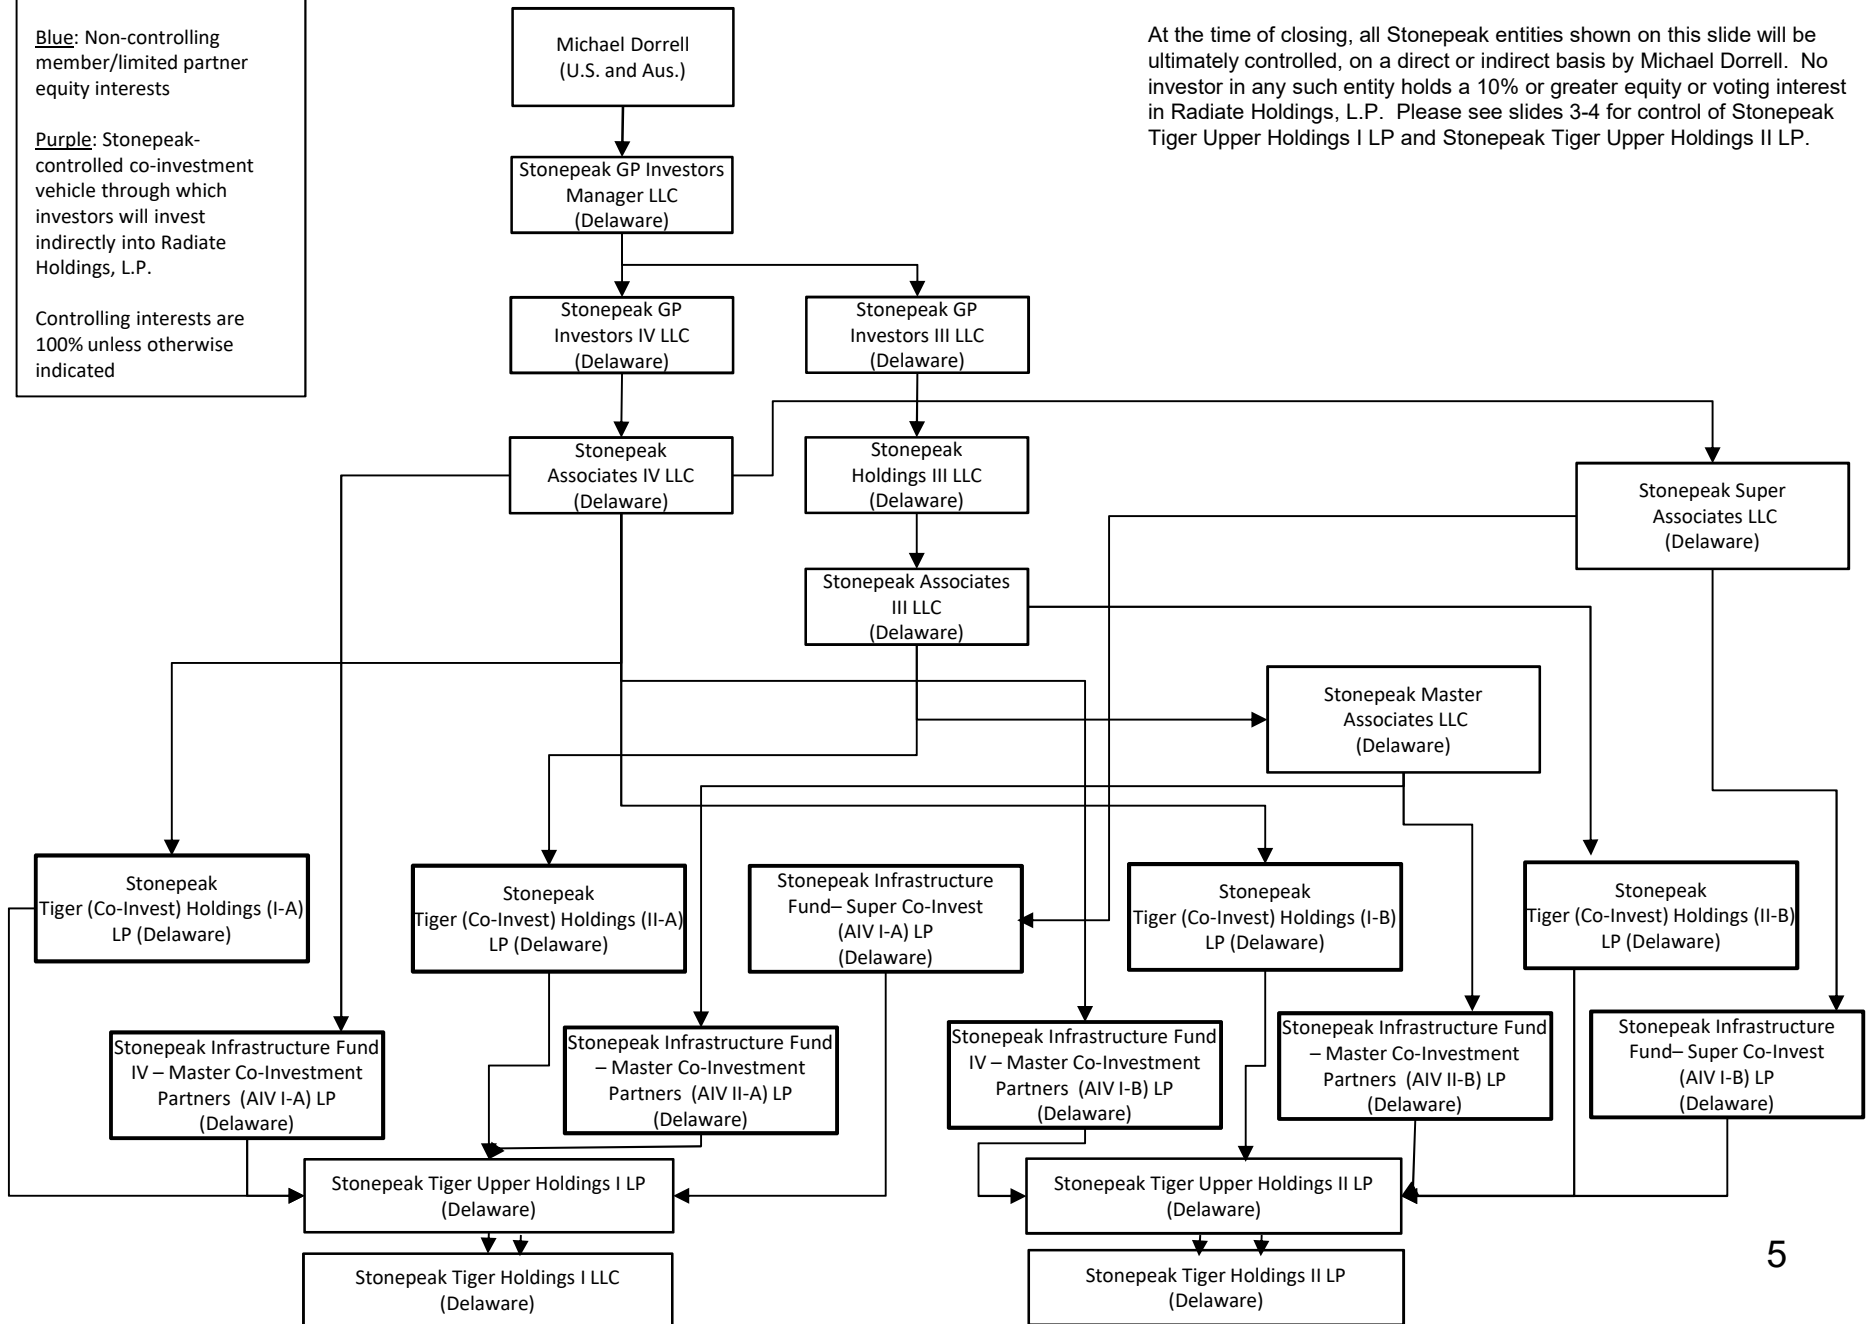 Blue: Non-controlling
member/limited partner
equity interests
Purple: Stonepeak-
controlled co-investment
vehicle through which
investors will invest
indirectly into Radiate
Holdings, L.P.
Controlling interests are
100% unless otherwise
indicated
Michael Dorrell
(U.S. and Aus.)
At the time of closing, all Stonepeak entities shown on this slide will be
ultimately controlled, on a direct or indirect basis by Michael Dorrell. No
investor in any such entity holds a 10% or greater equity or voting interest
in Radiate Holdings, L.P. Please see slides 3-4 for control of Stonepeak
Tiger Upper Holdings I LP and Stonepeak Tiger Upper Holdings II LP.
Stonepeak GP Investors
Manager LLC
(Delaware)
Stonepeak GP
Investors IV LLC
(Delaware)
Stonepeak GP
Investors III LLC
(Delaware)
Stonepeak
Associates IV LLC
(Delaware)
Stonepeak
Holdings III LLC
(Delaware)
Stonepeak Super
Associates LLC
(Delaware)
Stonepeak Associates
III LLC
(Delaware)
Stonepeak Master
Associates LLC
(Delaware)
Stonepeak
Tiger (Co-Invest) Holdings (I-A)
LP (Delaware)
Stonepeak
Tiger (Co-Invest) Holdings (II-A)
LP (Delaware)
Stonepeak Infrastructure
Fund– Super Co-Invest
(AIV I-A) LP
(Delaware)
Stonepeak
Tiger (Co-Invest) Holdings (I-B)
LP (Delaware)
Stonepeak
Tiger (Co-Invest) Holdings (II-B)
LP (Delaware)
Stonepeak Infrastructure Fund
IV – Master Co-Investment
Partners (AIV I-A) LP
(Delaware)
Stonepeak Infrastructure Fund
– Master Co-Investment
Partners (AIV II-A) LP
(Delaware)
Stonepeak Infrastructure Fund
IV – Master Co-Investment
Partners (AIV I-B) LP
(Delaware)
Stonepeak Infrastructure Fund
– Master Co-Investment
Partners (AIV II-B) LP
(Delaware)
Stonepeak Infrastructure
Fund– Super Co-Invest
(AIV I-B) LP
(Delaware)
Stonepeak Tiger Upper Holdings I LP
(Delaware)
Stonepeak Tiger Upper Holdings II LP
(Delaware)
Stonepeak Tiger Holdings I LLC
(Delaware)
Stonepeak Tiger Holdings II LP
(Delaware)
5